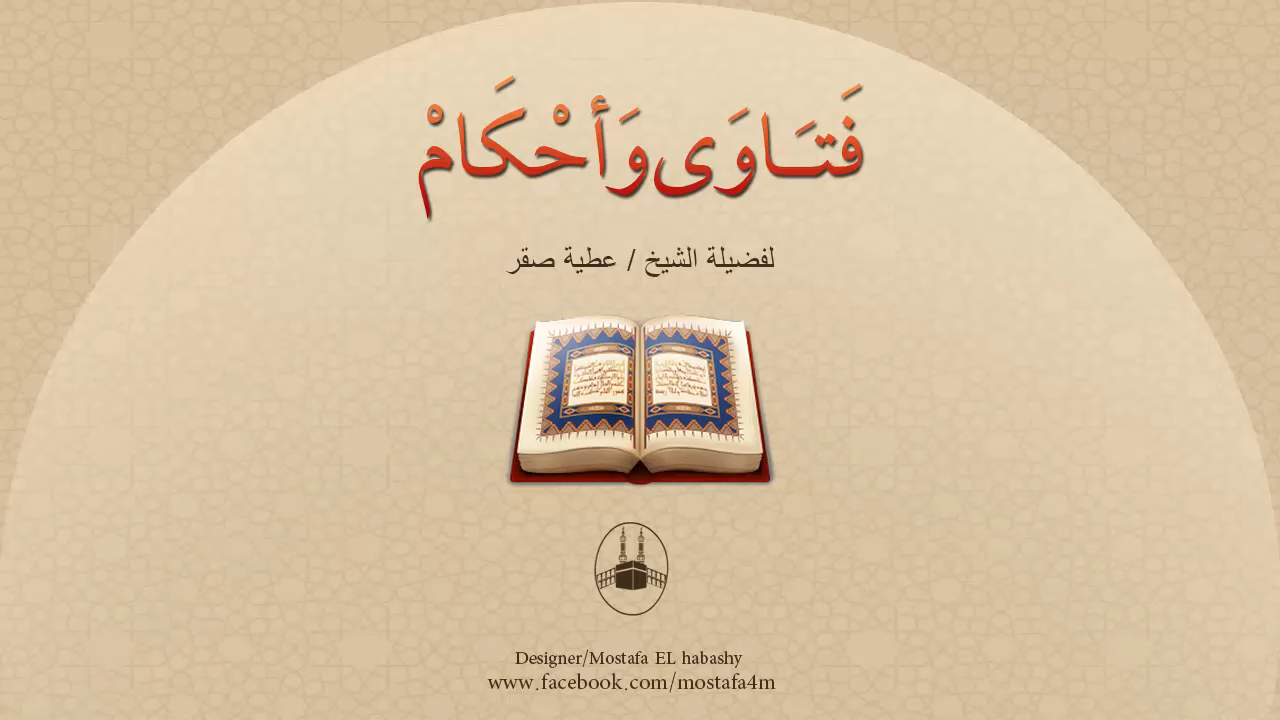 فَتَـاوَى وَأَحْكَامْ
لفضيلة الشيخ / عطية صقر
Designer/Mostafa EL habashy
www.facebook.com/mostafa4m